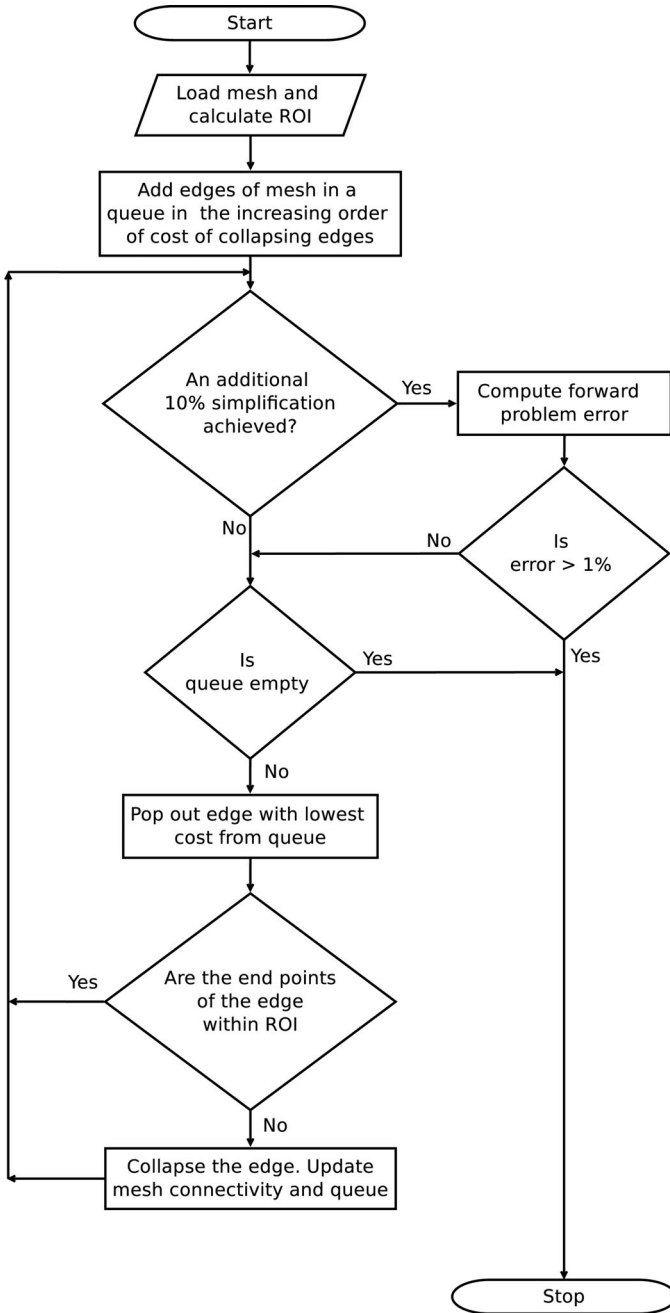 Start
Load mesh and
calculate ROI
Add edges of mesh in a
queue in the increasing order
of cost of collapsing edges
An additional
10% simplification
achieved?
Yes
Compute forward
problem error
No
No
Is
error > 1%
Yes
Is
queue empty
Yes
No
Pop out edge with lowest
cost from queue
Yes
Are the end points
of the edge
within ROI
No
Collapse the edge. Update
mesh connectivity and queue
Stop